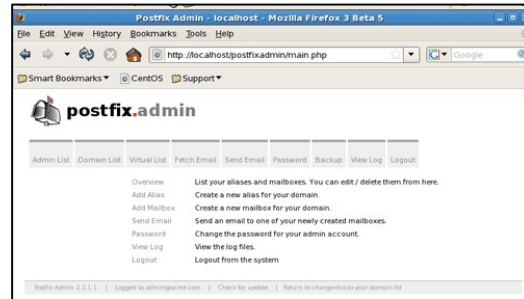 Postfix Admin - localhost - Mozilla Firefox 3 Beta 5
File Edit View History Bookmarks Tools Help
http://localhost/postfixadmin/main.php
Google
Smart Bookmarks CentOS Support
postfix.admin
Admin List Domain List Virtual List Fetch Email Send Email Password Backup View Log Logout
Overview List your aliases and mailboxes. You can edit / delete them from here.
Add Alias Create a new alias for your domain.
Add Mailbox Create a new mailbox for your domain.
Send Email Send an email to one of your newly created mailboxes.
Password Change the password for your admin account.
View Log View the log files.
Logout Logout from the system
Postfix Admin 2.2.1.1 | Logged as admin@acme.com | Check for update | Return to change-this-to-your.domain.tld